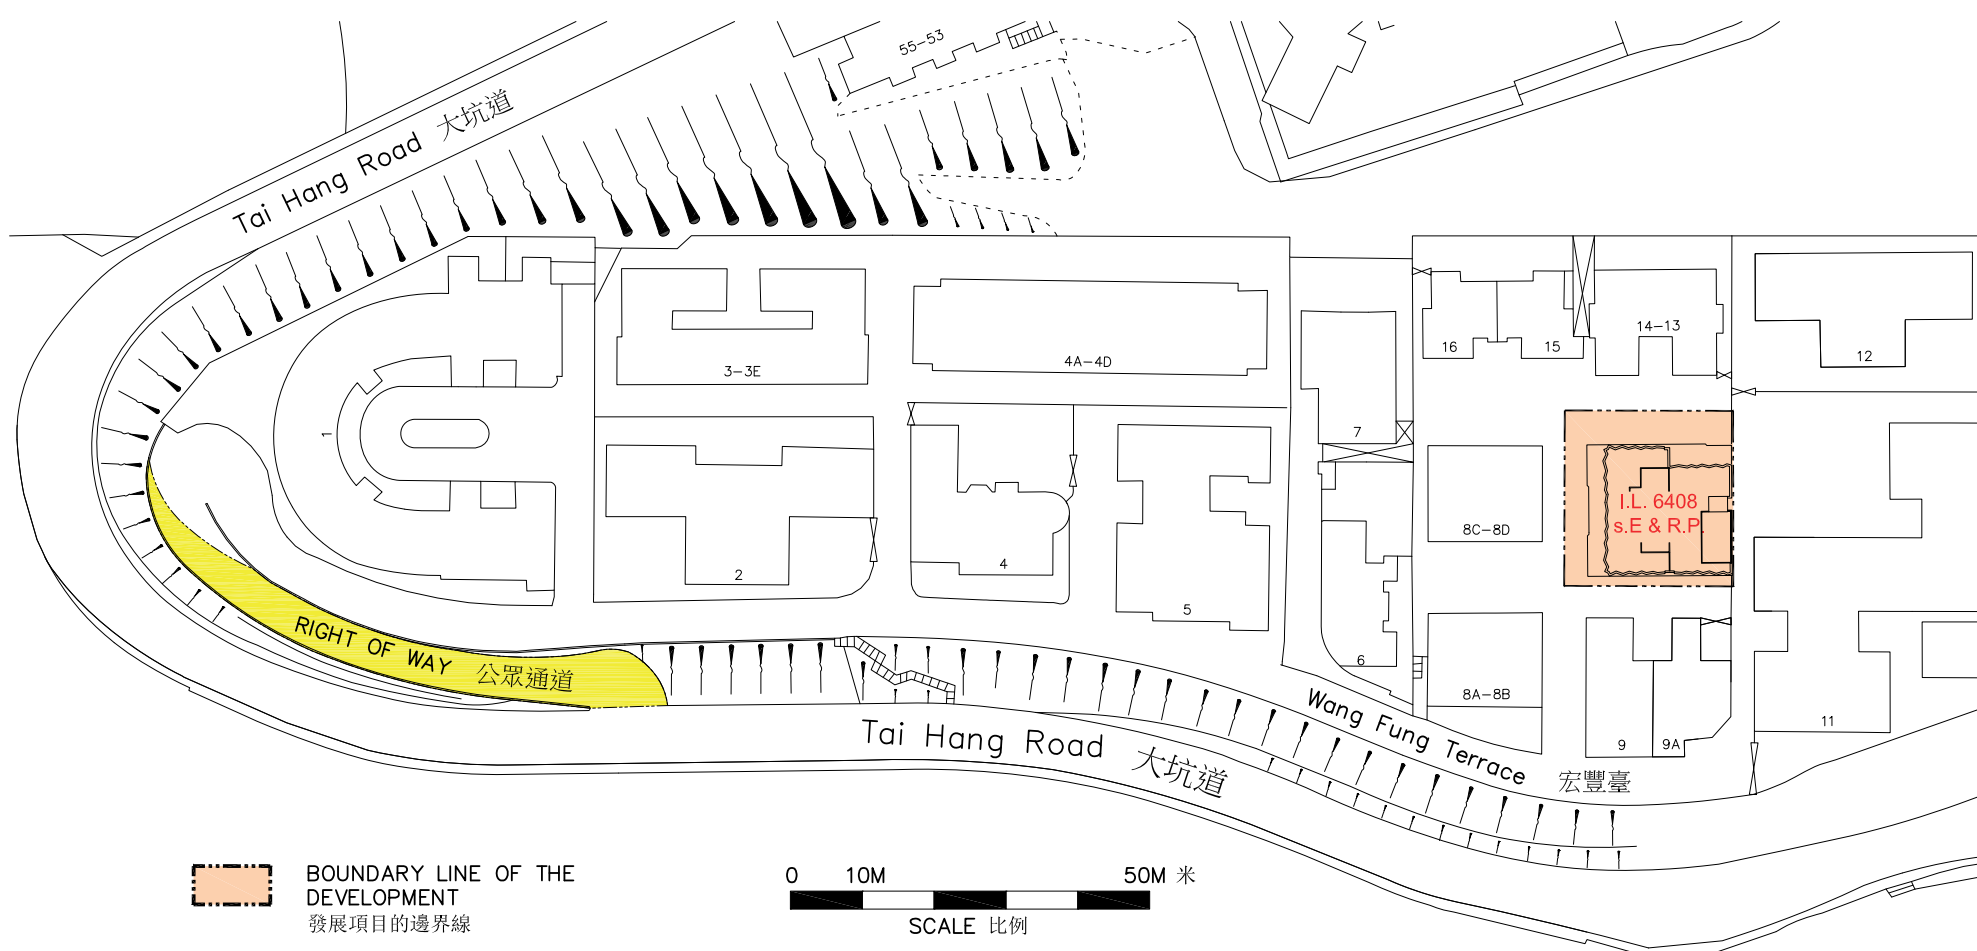 55-53
Tai Hang Road 大坑道
3-3E
4A-4D
16
15
14-13
12
1
7
I.L. 6408
s.E & R.P
8C-8D
2
4
5
RIGHT OF WAY 公眾通道
6
8A-8B
9
9A
11
Wang Fung Terrace 宏豐臺
Tai Hang Road 大坑道
BOUNDARY LINE OF THE
DEVELOPMENT
發展項目的邊界線
0 10M 50M 米
SCALE 比例